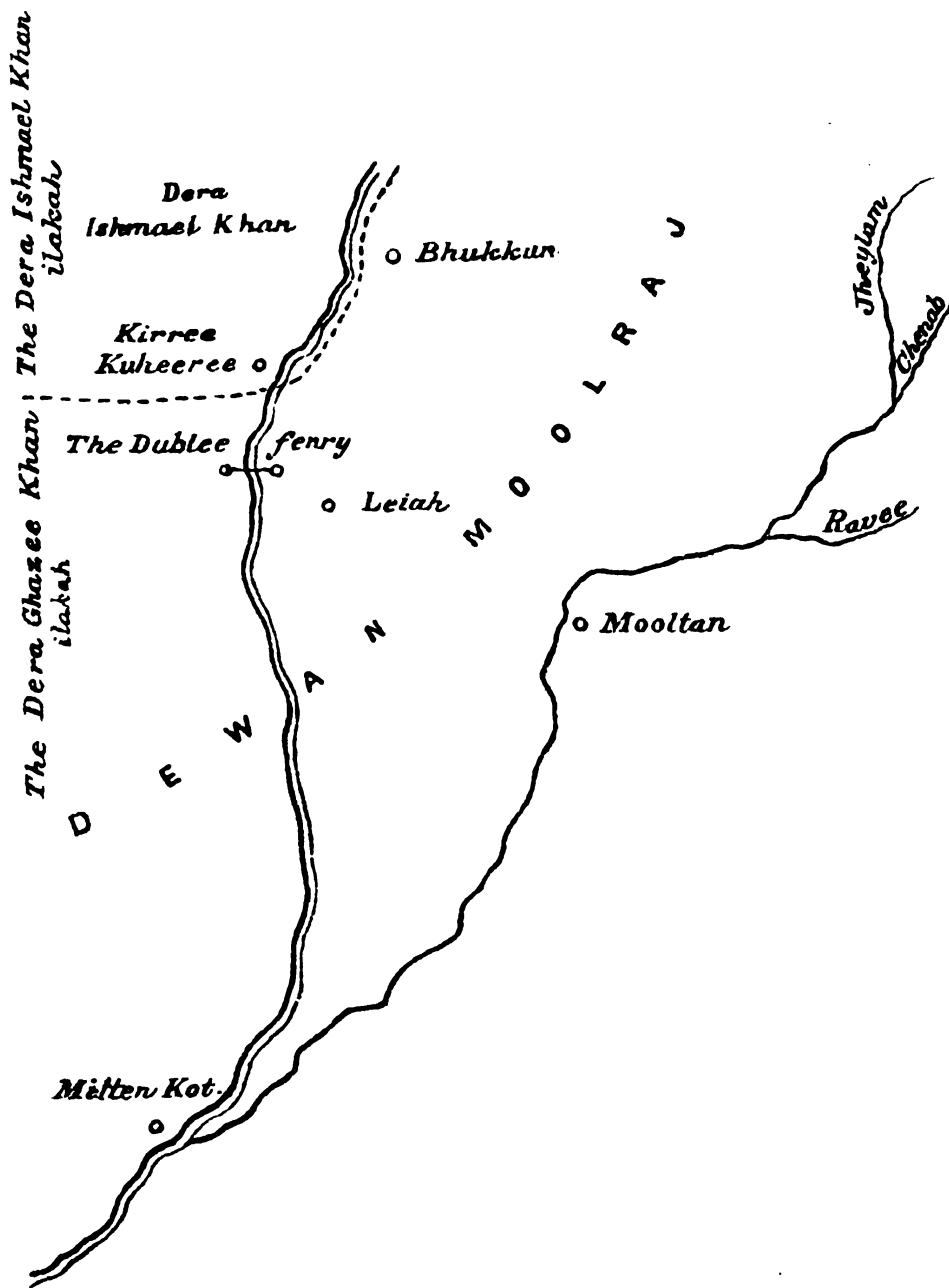 The Dera Ishmael Khan
ilakah
Dera
Ishmael Khan
Bhukkur
Jheylam
Chenab
Kirree
Kuheeree
The Dublee ferry
Leiah
Ravee
Mooltan
The Dera Ghazee Khan
ilakah
DEWAN MOOLRAJ
Mitten Kot.